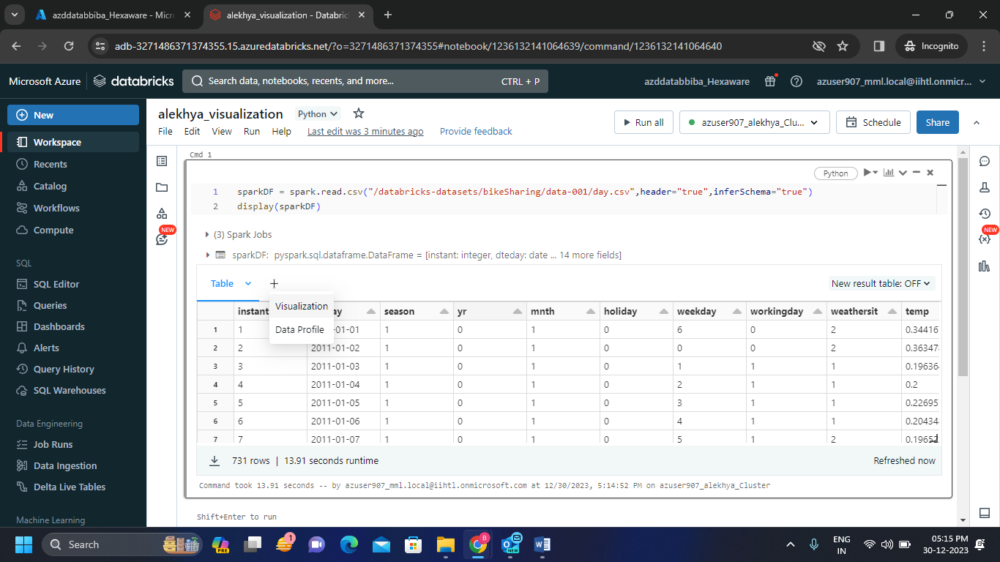 azddatabbiba_Hexaware - Micr
alekhya_visualization - Databric
adb-3271486371374355.15.azuredatabricks.net/?o=3271486371374355#notebook/1236132141064639/command/1236132141064640
Incognito
Microsoft Azure
databricks
Search data, notebooks, recents, and more...
CTRL + P
azddatabbiba_Hexaware
azuser907_mml.local@iihtl.onmicr...
New
Workspace
Recents
Catalog
Workflows
Compute
SQL
SQL Editor
Queries
Dashboards
Alerts
Query History
SQL Warehouses
Data Engineering
Job Runs
Data Ingestion
Delta Live Tables
Machine Learning
alekhya_visualization
Python
File Edit View Run Help Last edit was 3 minutes ago Provide feedback
Run all
azuser907_alekhya_Clu...
Schedule
Share
NEW
NEW
Cmd 1
Python
1 sparkDF = spark.read.csv("/databricks-datasets/bikeSharing/data-001/day.csv",header="true",inferSchema="true")
2 display(sparkDF)
(3) Spark Jobs
sparkDF: pyspark.sql.dataframe.DataFrame = [instant: integer, dteday: date ... 14 more fields]
Table
New result table: OFF
Visualization
Data Profile
instant ay season yr mnth holiday weekday workingday weathersit temp
1 1 -01-01 1 0 1 0 6 0 2 0.34416
2 2 2011-01-02 1 0 1 0 0 0 2 0.36347
3 3 2011-01-03 1 0 1 0 1 1 1 0.19636
4 4 2011-01-04 1 0 1 0 2 1 1 0.2
5 5 2011-01-05 1 0 1 0 3 1 1 0.22695
6 6 2011-01-06 1 0 1 0 4 1 1 0.20434
7 7 2011-01-07 1 0 1 0 5 1 2 0.1965
731 rows | 13.91 seconds runtime
Refreshed now
Command took 13.91 seconds -- by azuser907_mml.local@iihtl.onmicrosoft.com at 12/30/2023, 5:14:52 PM on azuser907_alekhya_Cluster
Shift+Enter to run
Search
PRE
1
8
NEW
ENG
IN
05:15 PM
30-12-2023